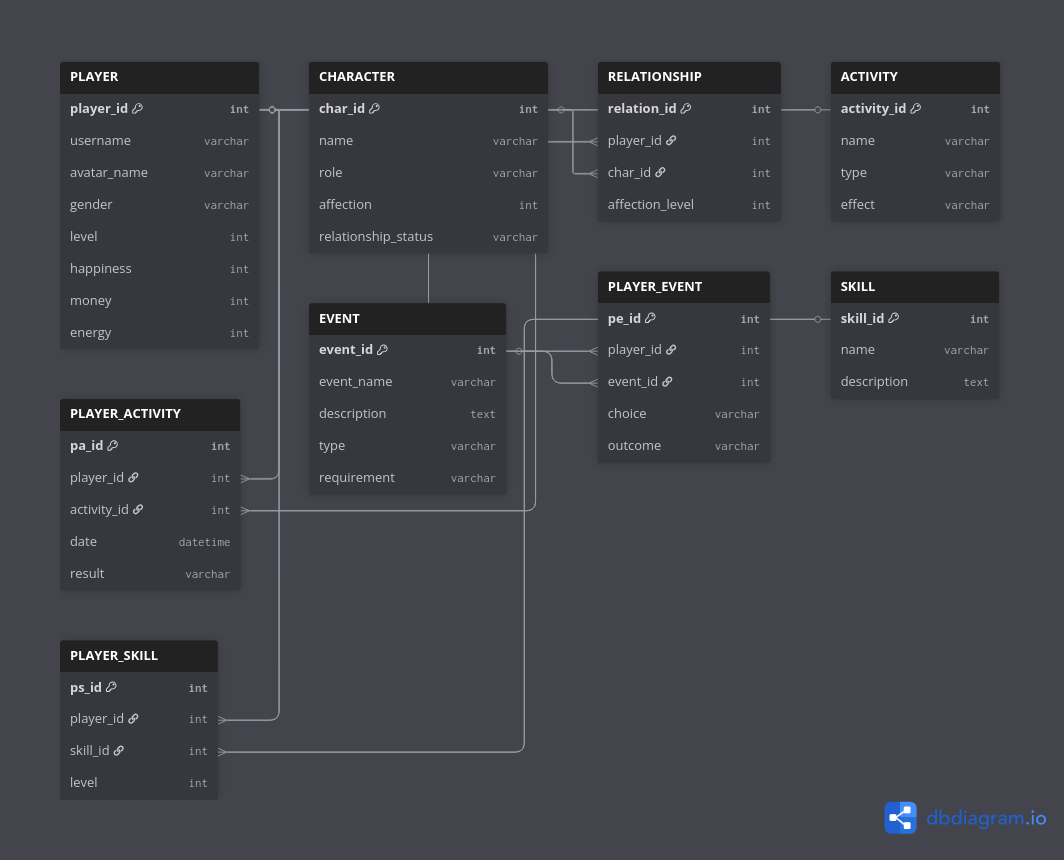 PLAYER
player_id int
username varchar
avatar_name varchar
gender varchar
level int
happiness int
money int
energy int
CHARACTER
char_id int
name varchar
role varchar
affection int
relationship_status varchar
RELATIONSHIP
relation_id int
player_id int
char_id int
affection_level int
ACTIVITY
activity_id int
name varchar
type varchar
effect varchar
EVENT
event_id int
event_name varchar
description text
type varchar
requirement varchar
PLAYER_EVENT
pe_id int
player_id int
event_id int
choice varchar
outcome varchar
SKILL
skill_id int
name varchar
description text
PLAYER_ACTIVITY
pa_id int
player_id int
activity_id int
date datetime
result varchar
PLAYER_SKILL
ps_id int
player_id int
skill_id int
level int
dbdiagram.io